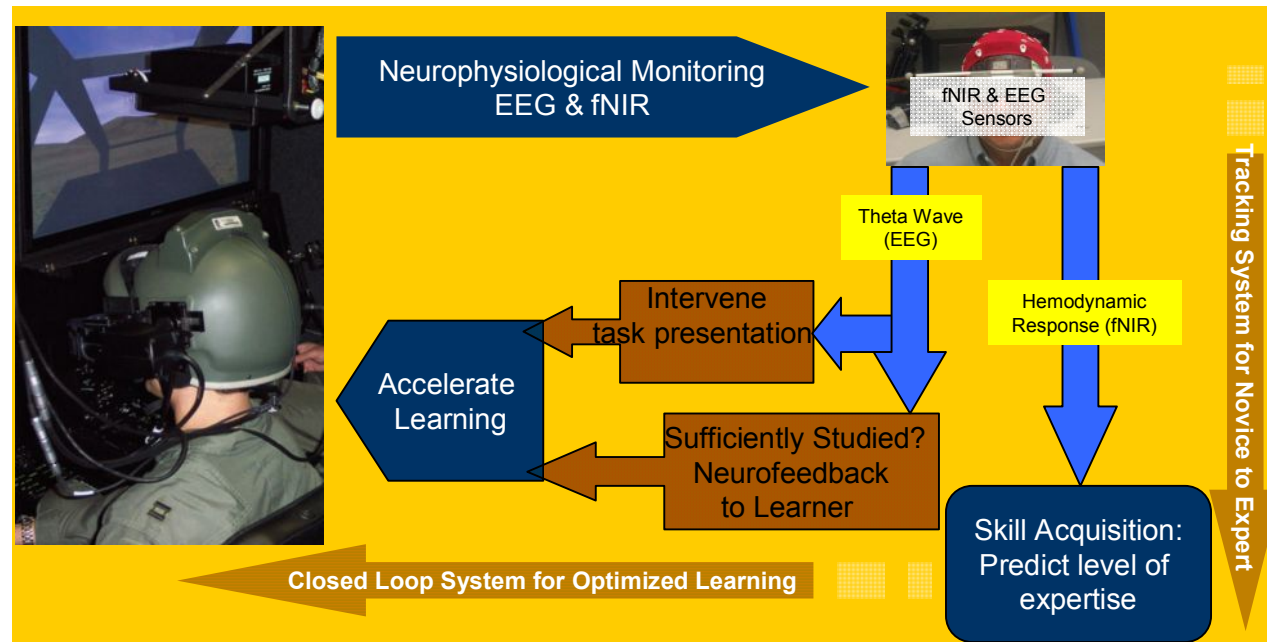 Neurophysiological Monitoring
EEG & fNIR
fNIR & EEG
Sensors
Theta Wave
(EEG)
Hemodynamic
Response (fNIR)
Intervene
task presentation
Accelerate
Learning
Sufficiently Studied?
Neurofeedback
to Learner
Skill Acquisition:
Predict level of
expertise
Closed Loop System for Optimized Learning
Tracking System for Novice to Expert